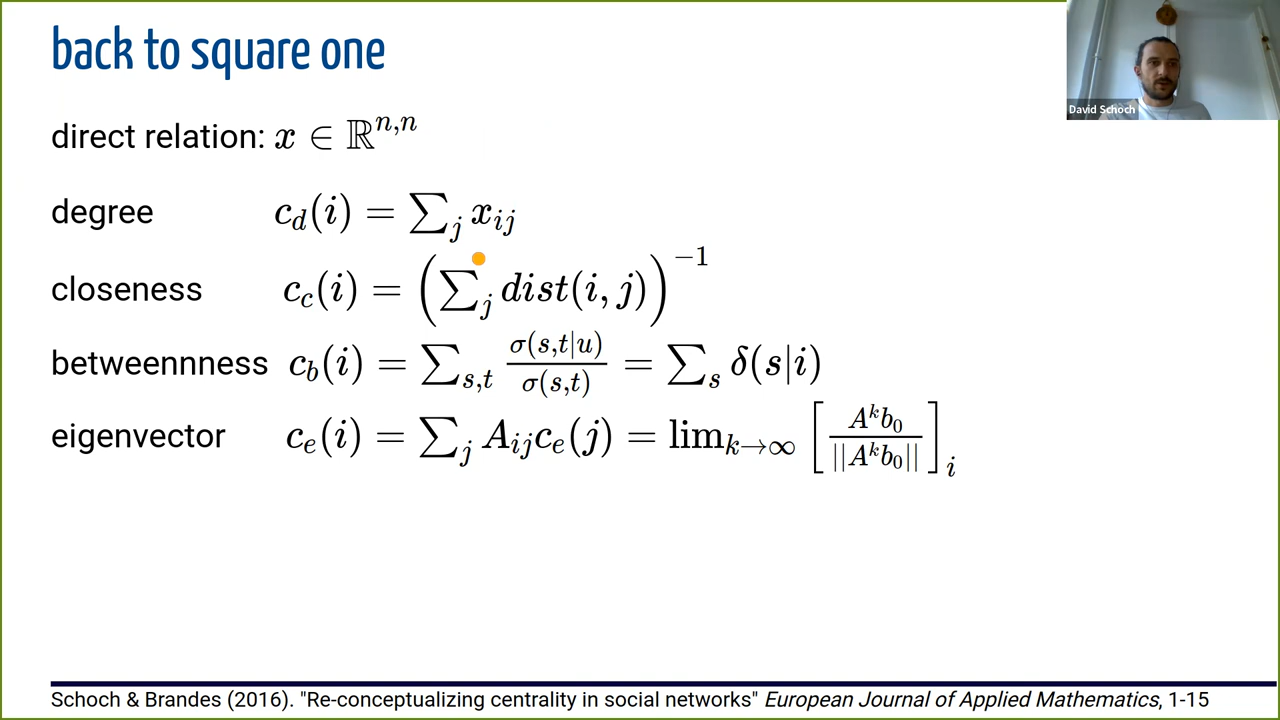 back to square one
David Schoch
direct relation: x ∈ ℝ^{n,n}
degree c_d(i) = ∑_j x_{ij}
closeness c_c(i) = (∑_j dist(i, j))^{−1}
betweennness c_b(i) = ∑_{s,t} σ(s,t|u)/σ(s,t) = ∑_s δ(s|i)
eigenvector c_e(i) = ∑_j A_{ij}c_e(j) = lim_{k→∞} [A^k b_0/||A^k b_0||]_i
Schoch & Brandes (2016). "Re-conceptualizing centrality in social networks" European Journal of Applied Mathematics, 1-15